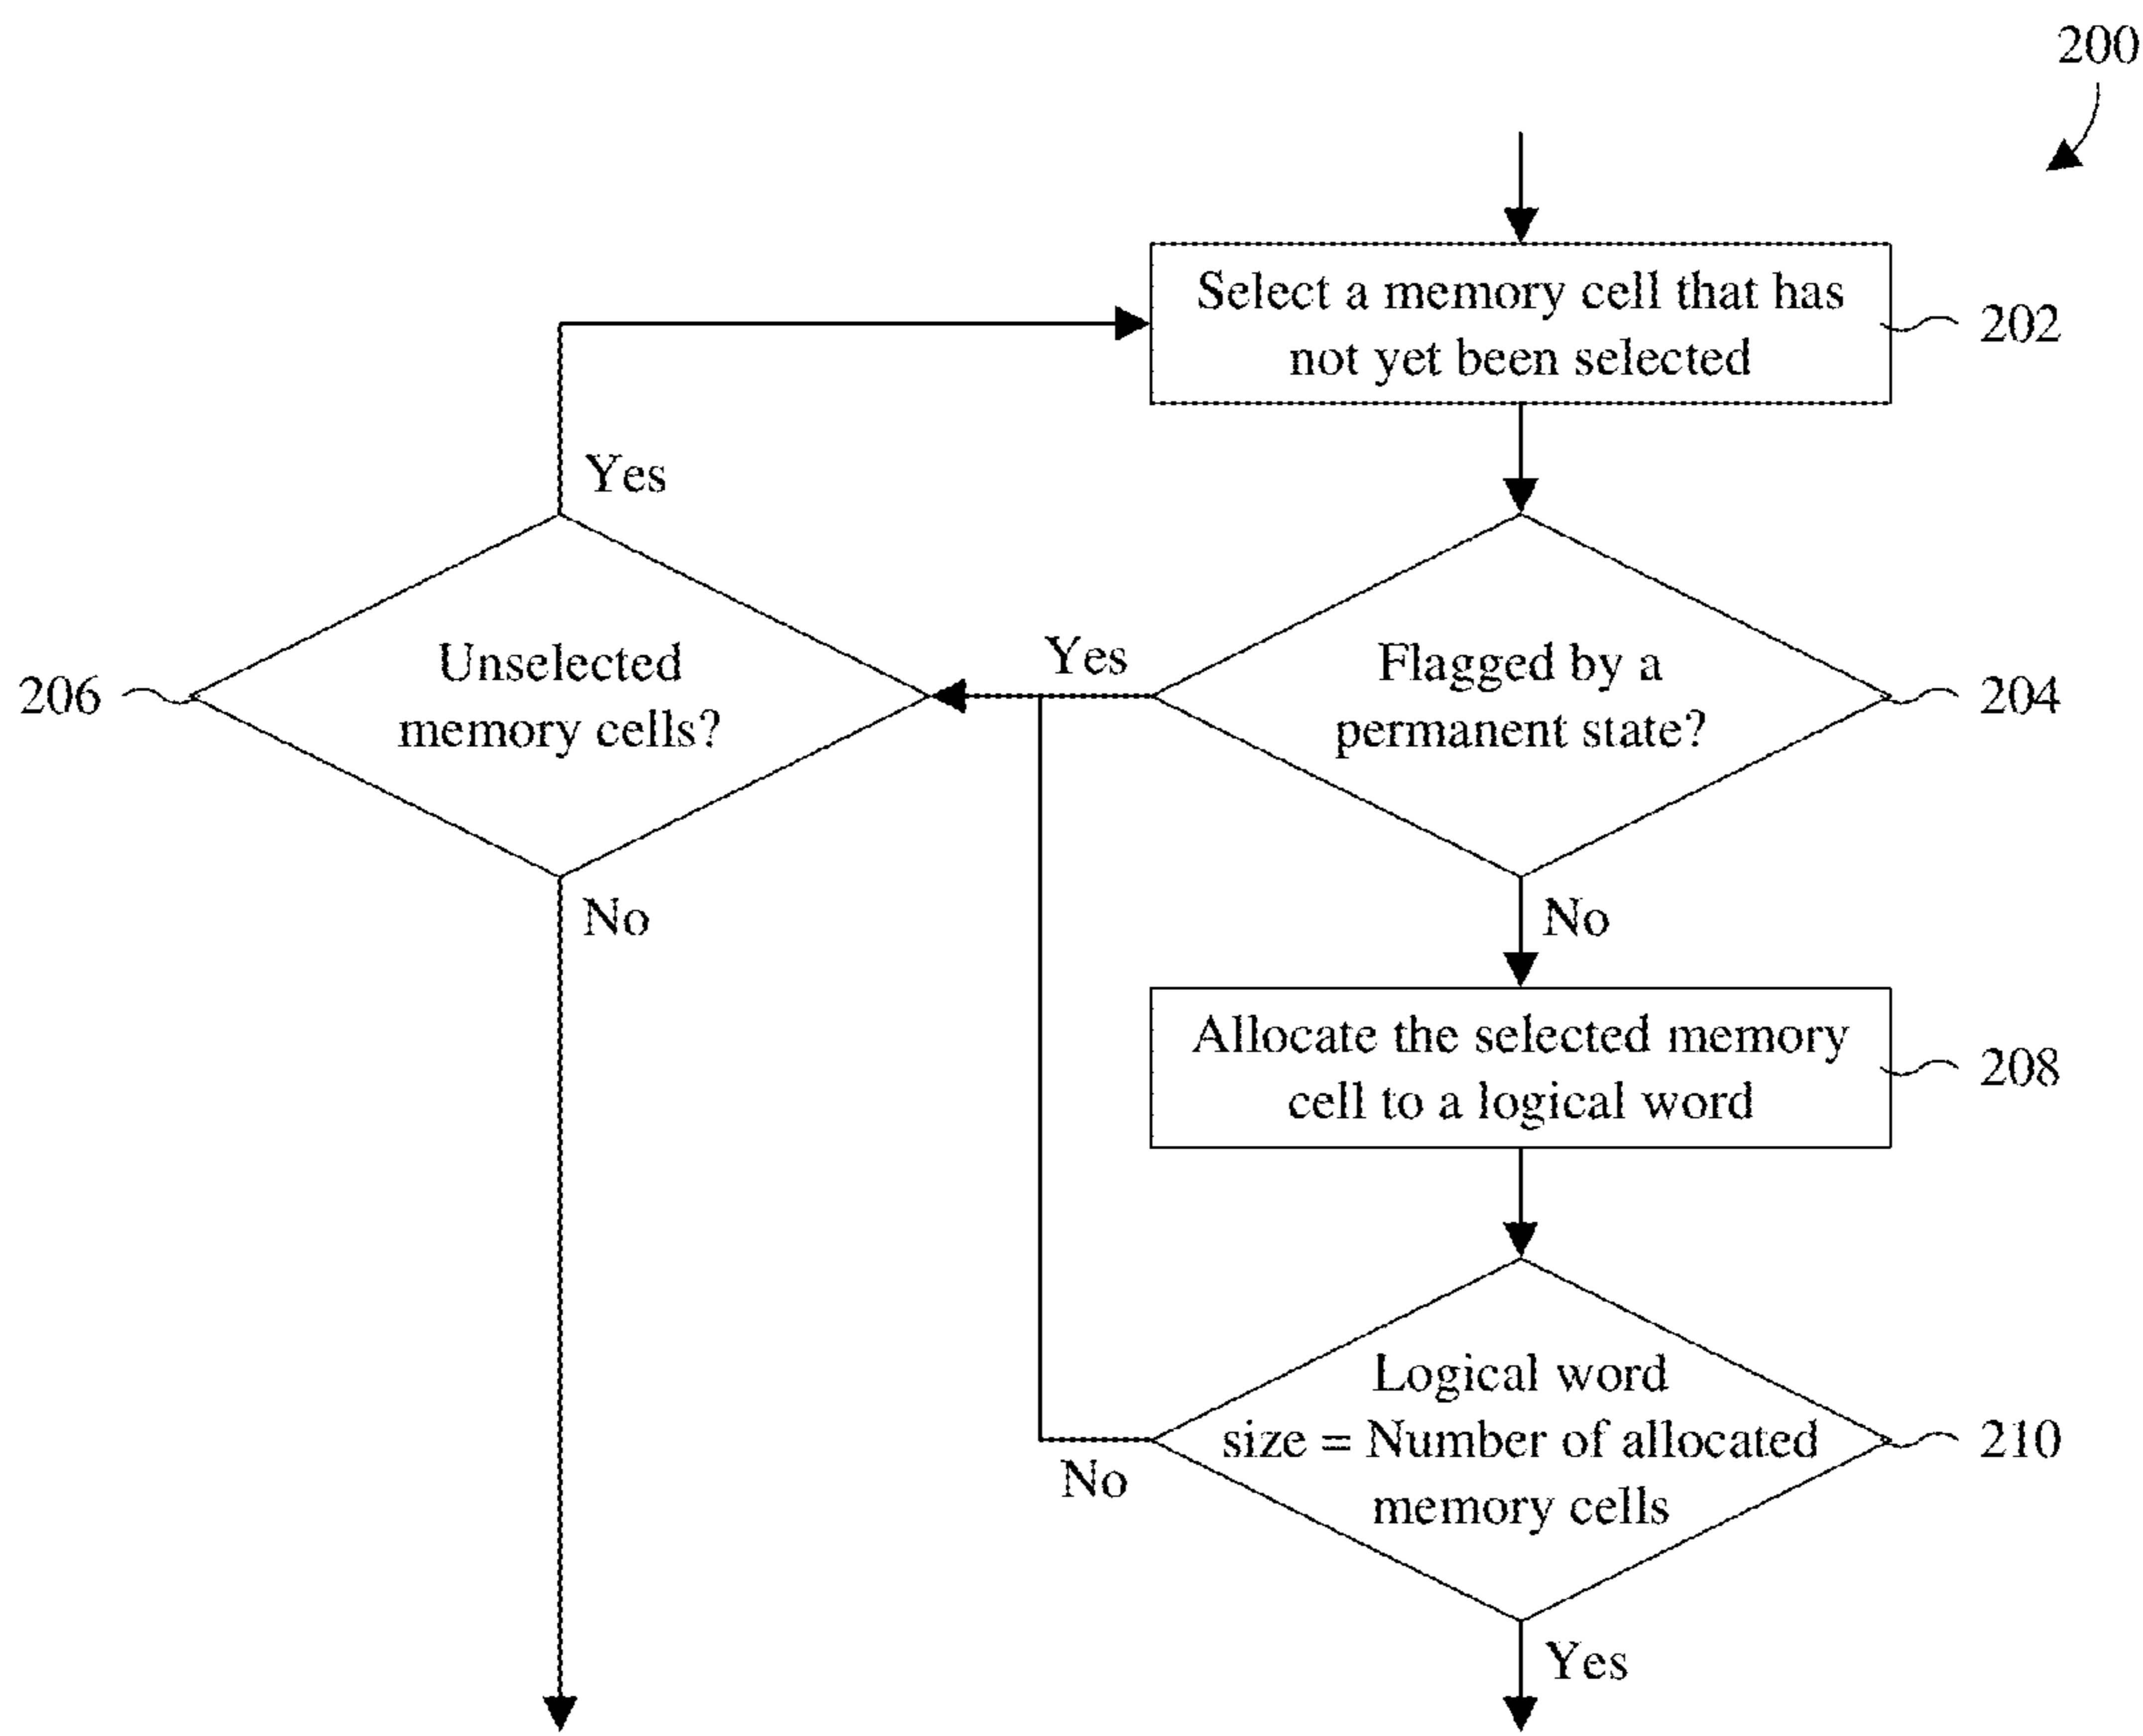 200
Select a memory cell that has
not yet been selected
202
Yes
Unselected
memory cells?
206
Yes
Flagged by a
permanent state?
204
No
No
Allocate the selected memory
cell to a logical word
208
Logical word
size = Number of allocated
memory cells
210
No
Yes